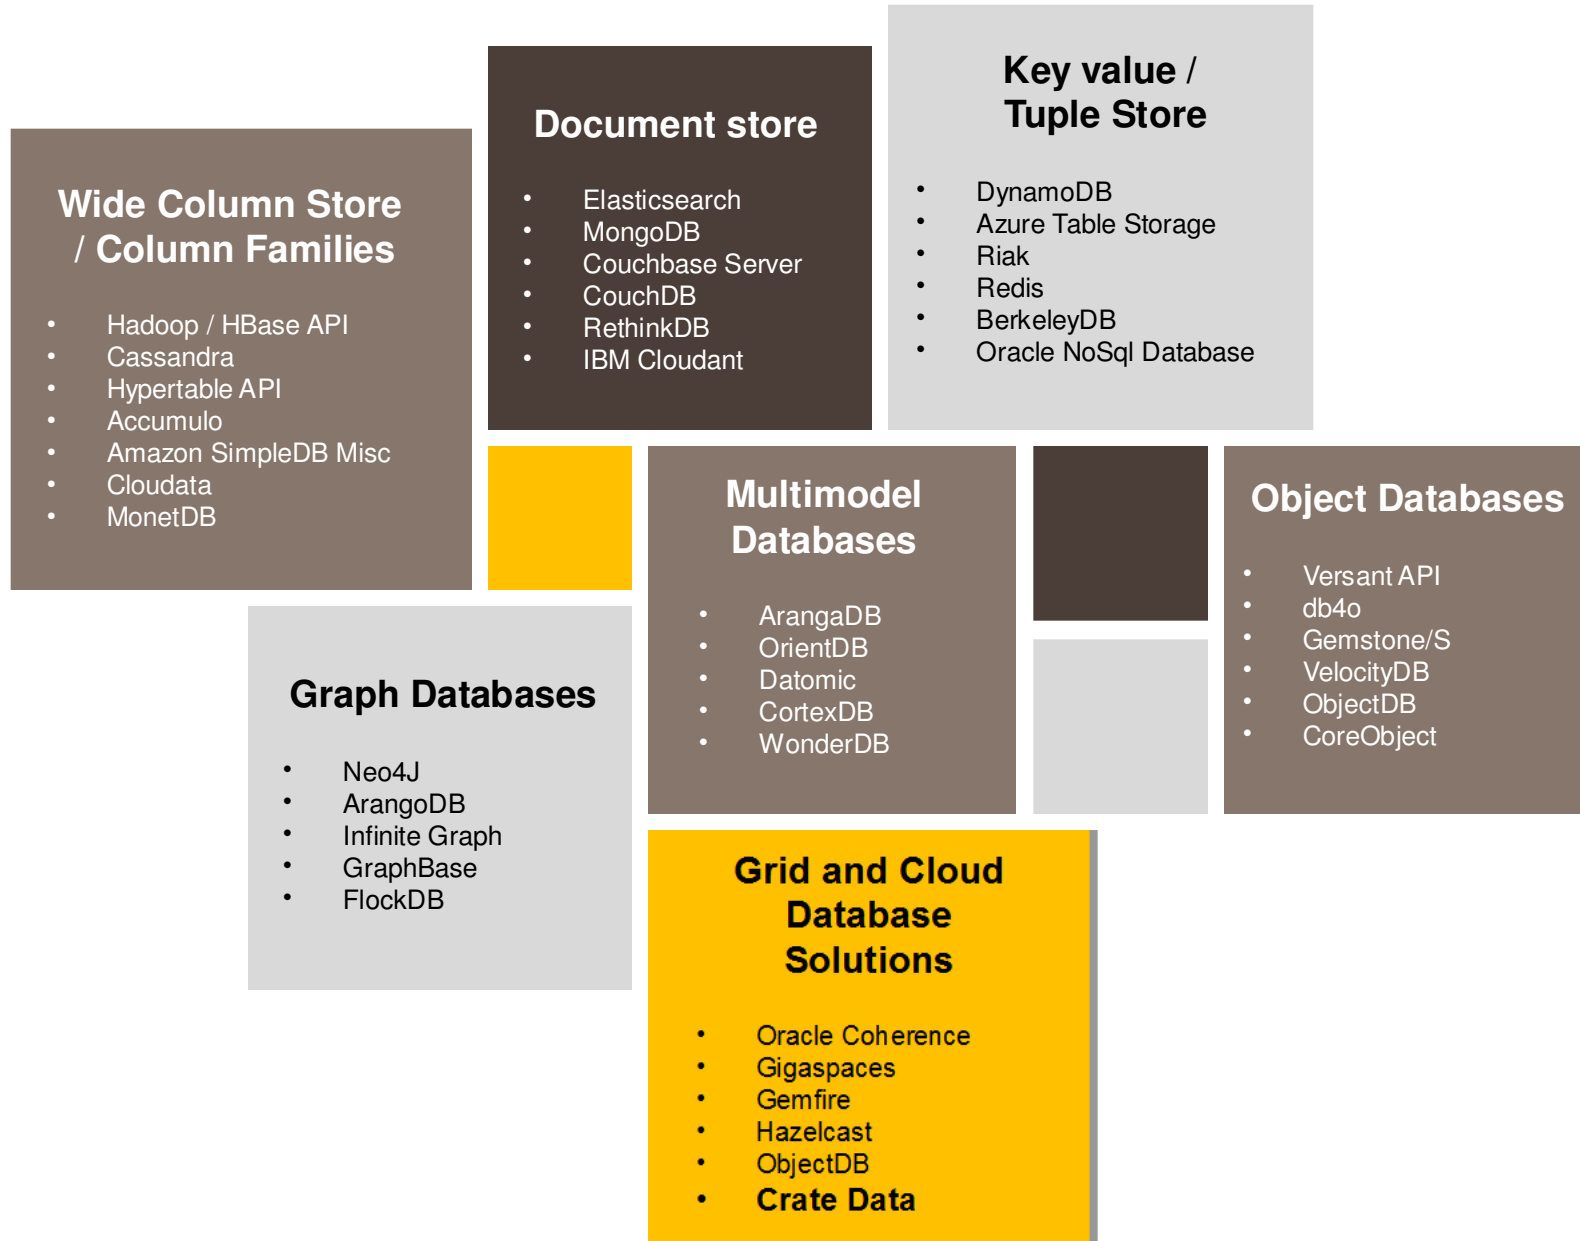 Wide Column Store
/ Column Families
• Hadoop / HBase API
• Cassandra
• Hypertable API
• Accumulo
• Amazon SimpleDB Misc
• Cloudata
• MonetDB
Document store
• Elasticsearch
• MongoDB
• Couchbase Server
• CouchDB
• RethinkDB
• IBM Cloudant
Key value /
Tuple Store
• DynamoDB
• Azure Table Storage
• Riak
• Redis
• BerkeleyDB
• Oracle NoSql Database
Graph Databases
• Neo4J
• ArangoDB
• Infinite Graph
• GraphBase
• FlockDB
Multimodel
Databases
• ArangaDB
• OrientDB
• Datomic
• CortexDB
• WonderDB
Object Databases
• Versant API
• db4o
• Gemstone/S
• VelocityDB
• ObjectDB
• CoreObject
Grid and Cloud
Database
Solutions
• Oracle Coherence
• Gigaspaces
• Gemfire
• Hazelcast
• ObjectDB
• Crate Data